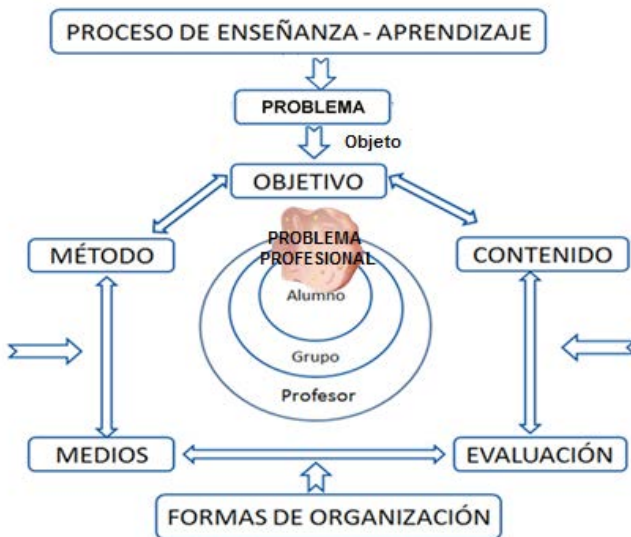 PROCESO DE ENSEÑANZA - APRENDIZAJE
PROBLEMA
Objeto
OBJETIVO
MÉTODO
PROBLEMA
PROFESIONAL
CONTENIDO
Alumno
Grupo
Profesor
MEDIOS
EVALUACIÓN
FORMAS DE ORGANIZACIÓN